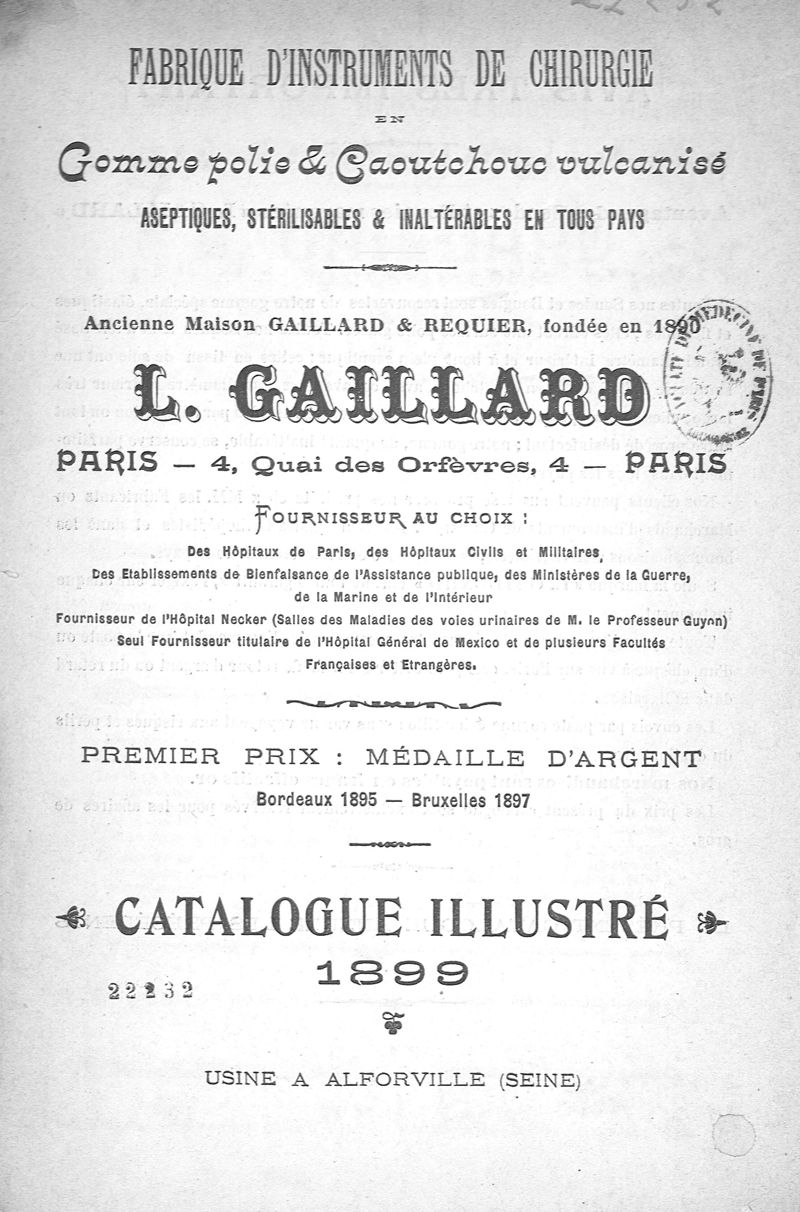 FABRIQUE D'INSTRUMENTS DE CHIRURGIE
EN
Gomme polie & Caoutchouc vulcanisé
ASEPTIQUES, STÉRILISABLES & INALTÉRABLES EN TOUS PAYS
Ancienne Maison GAILLARD & REQUIER, fondée en 1890
L. GAILLARD
PARIS — 4, Quai des Orfèvres, 4 — PARIS
FOURNISSEUR AU CHOIX :
Des Hôpitaux de Paris, des Hôpitaux Civils et Militaires,
Des Etablissements de Bienfaisance de l'Assistance publique, des Ministères de la Guerre,
de la Marine et de l'Intérieur
Fournisseur de l'Hôpital Necker (Salles des Maladies des voies urinaires de M. le Professeur Guyon)
Seul Fournisseur titulaire de l'Hôpital Général de Mexico et de plusieurs Facultés
Françaises et Etrangères.
PREMIER PRIX : MÉDAILLE D'ARGENT
Bordeaux 1895 — Bruxelles 1897
CATALOGUE ILLUSTRÉ
1899
22232
USINE A ALFORVILLE (SEINE)
DE MEDECINE DE PARIS